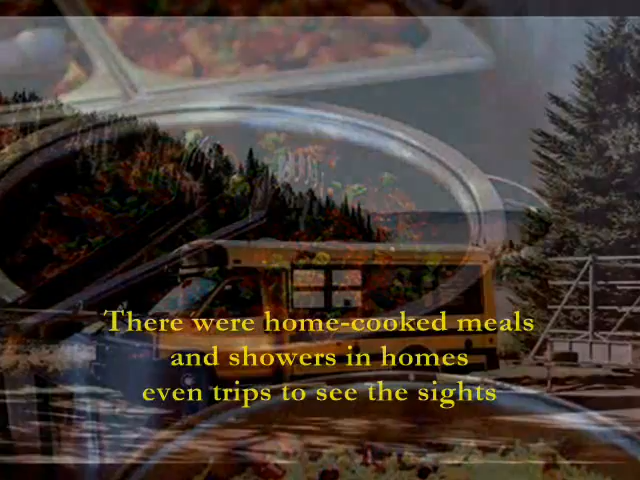 There were home-cooked meals
and showers in homes
even trips to see the sights